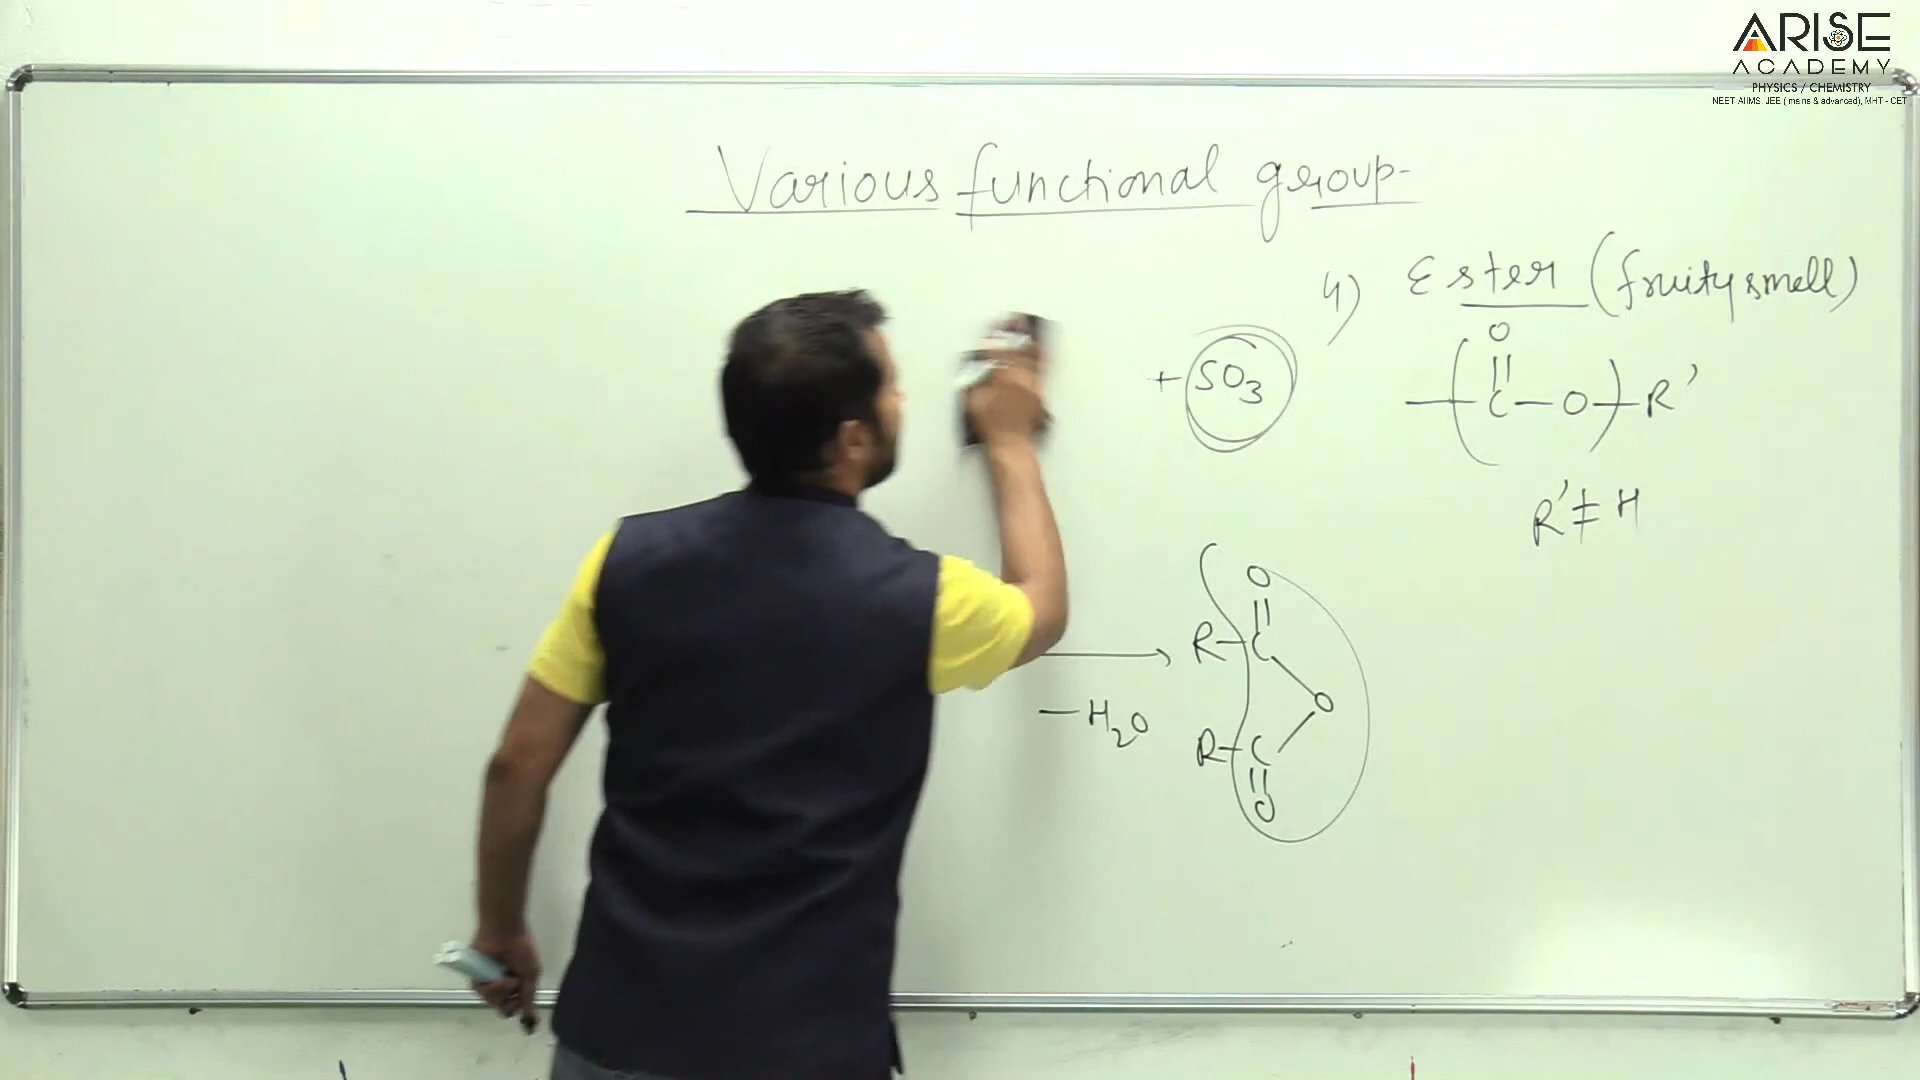 ARISE
ACADEMY
PHYSICS / CHEMISTRY
NEET AIIMS, JEE ( mains & advanced), MHT - CET
Various functional group-
4) Ester (fruity smell)
O
||
—( C — O )— R'
R' ≠ H
+ SO3
O
||
R — C
O
— H2O
R — C
||
O